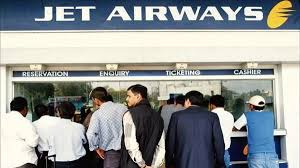 JET AIRWAYS
RESERVATION ENQUIRY TICKETING CASHIER